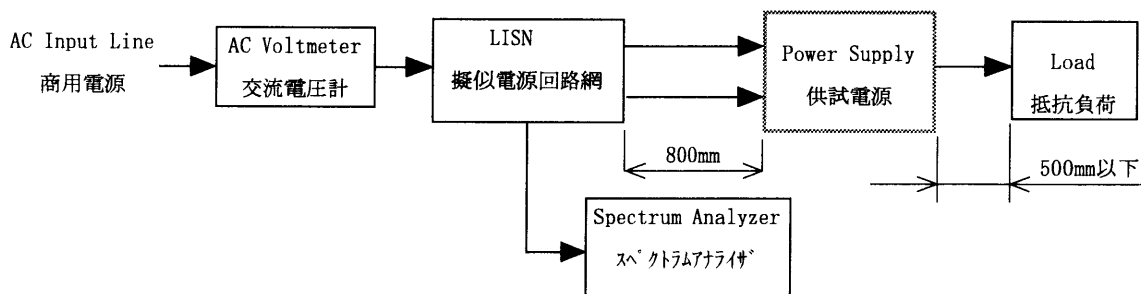 AC Input Line
商用電源
AC Voltmeter
交流電圧計
LISN
擬似電源回路網
Power Supply
供試電源
Load
抵抗負荷
800mm
500mm以下
Spectrum Analyzer
ｽﾍﾟｸﾄﾗﾑｱﾅﾗｲｻﾞ